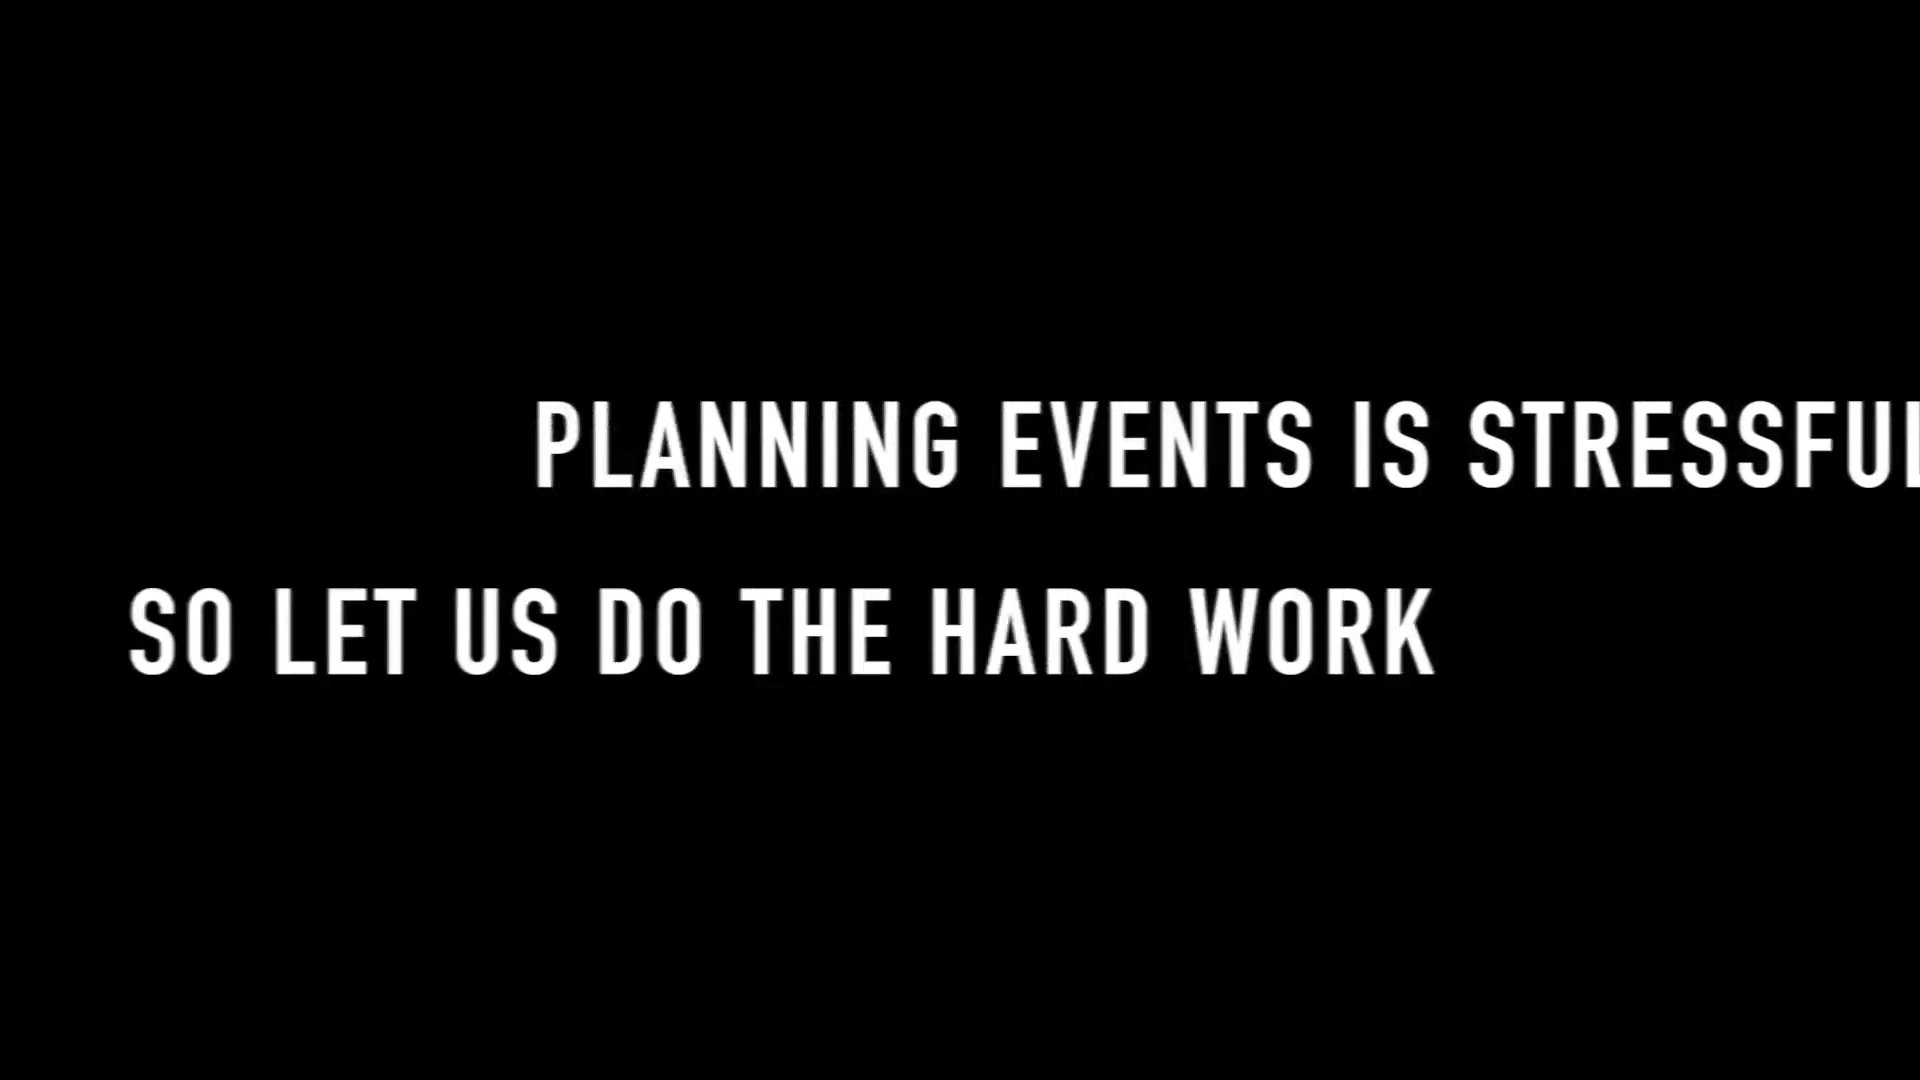 PLANNING EVENTS IS STRESSFUL
SO LET US DO THE HARD WORK